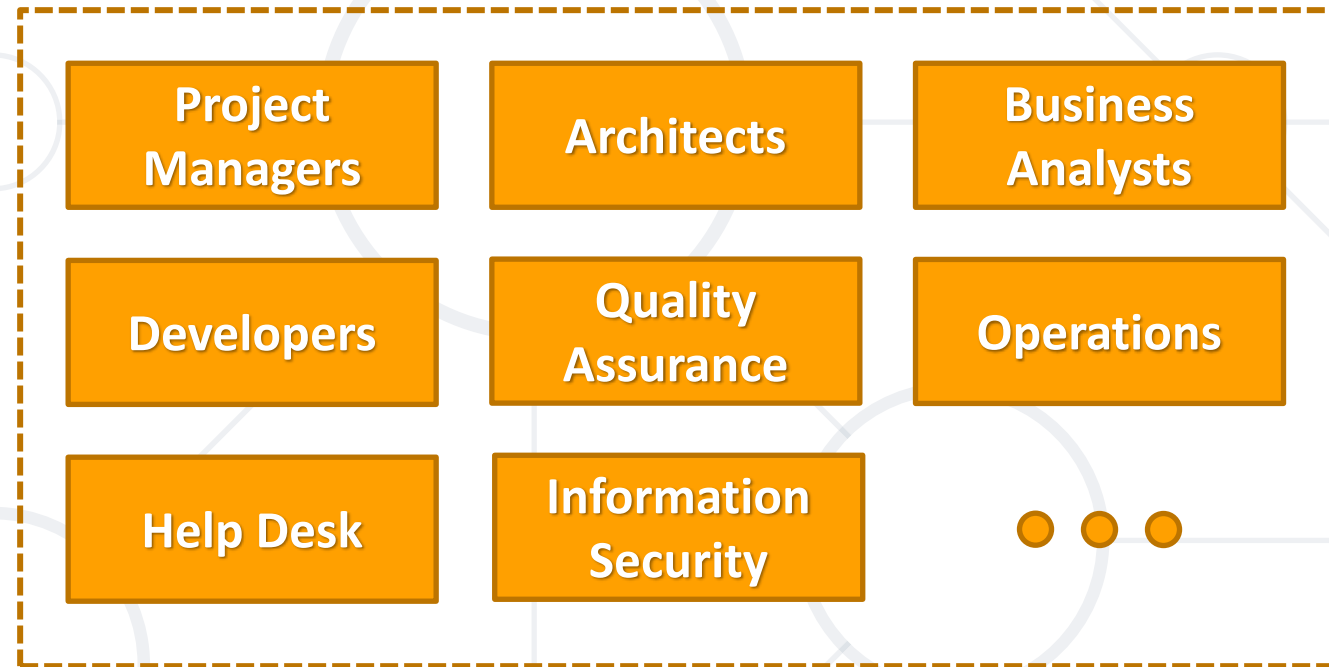 Project
Managers
Architects
Business
Analysts
Developers
Quality
Assurance
Operations
Help Desk
Information
Security